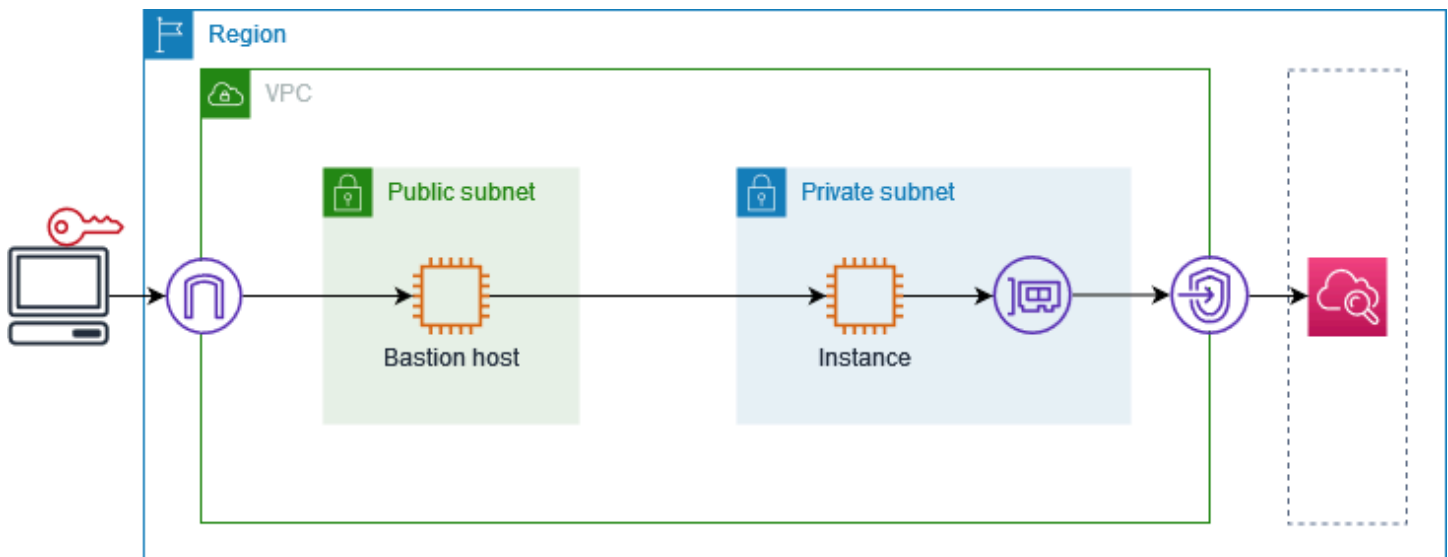 Region
VPC
Public subnet
Private subnet
Bastion host
Instance